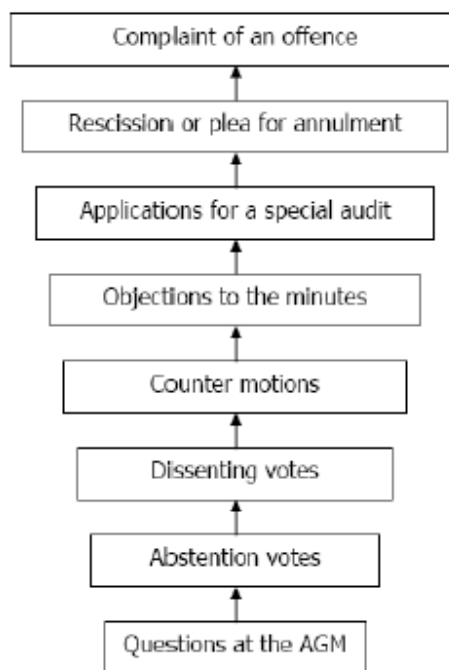 Complaint of an offence
Rescission or plea for annulment
Applications for a special audit
Objections to the minutes
Counter motions
Dissenting votes
Abstention votes
Questions at the AGM